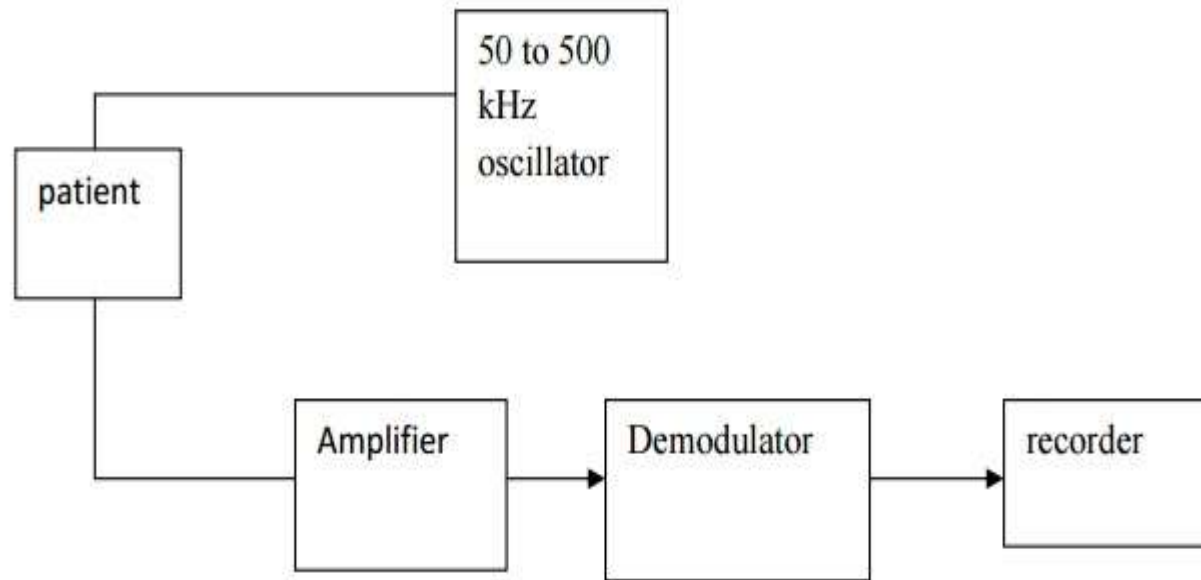 50 to 500
kHz
oscillator
patient
Amplifier
Demodulator
recorder